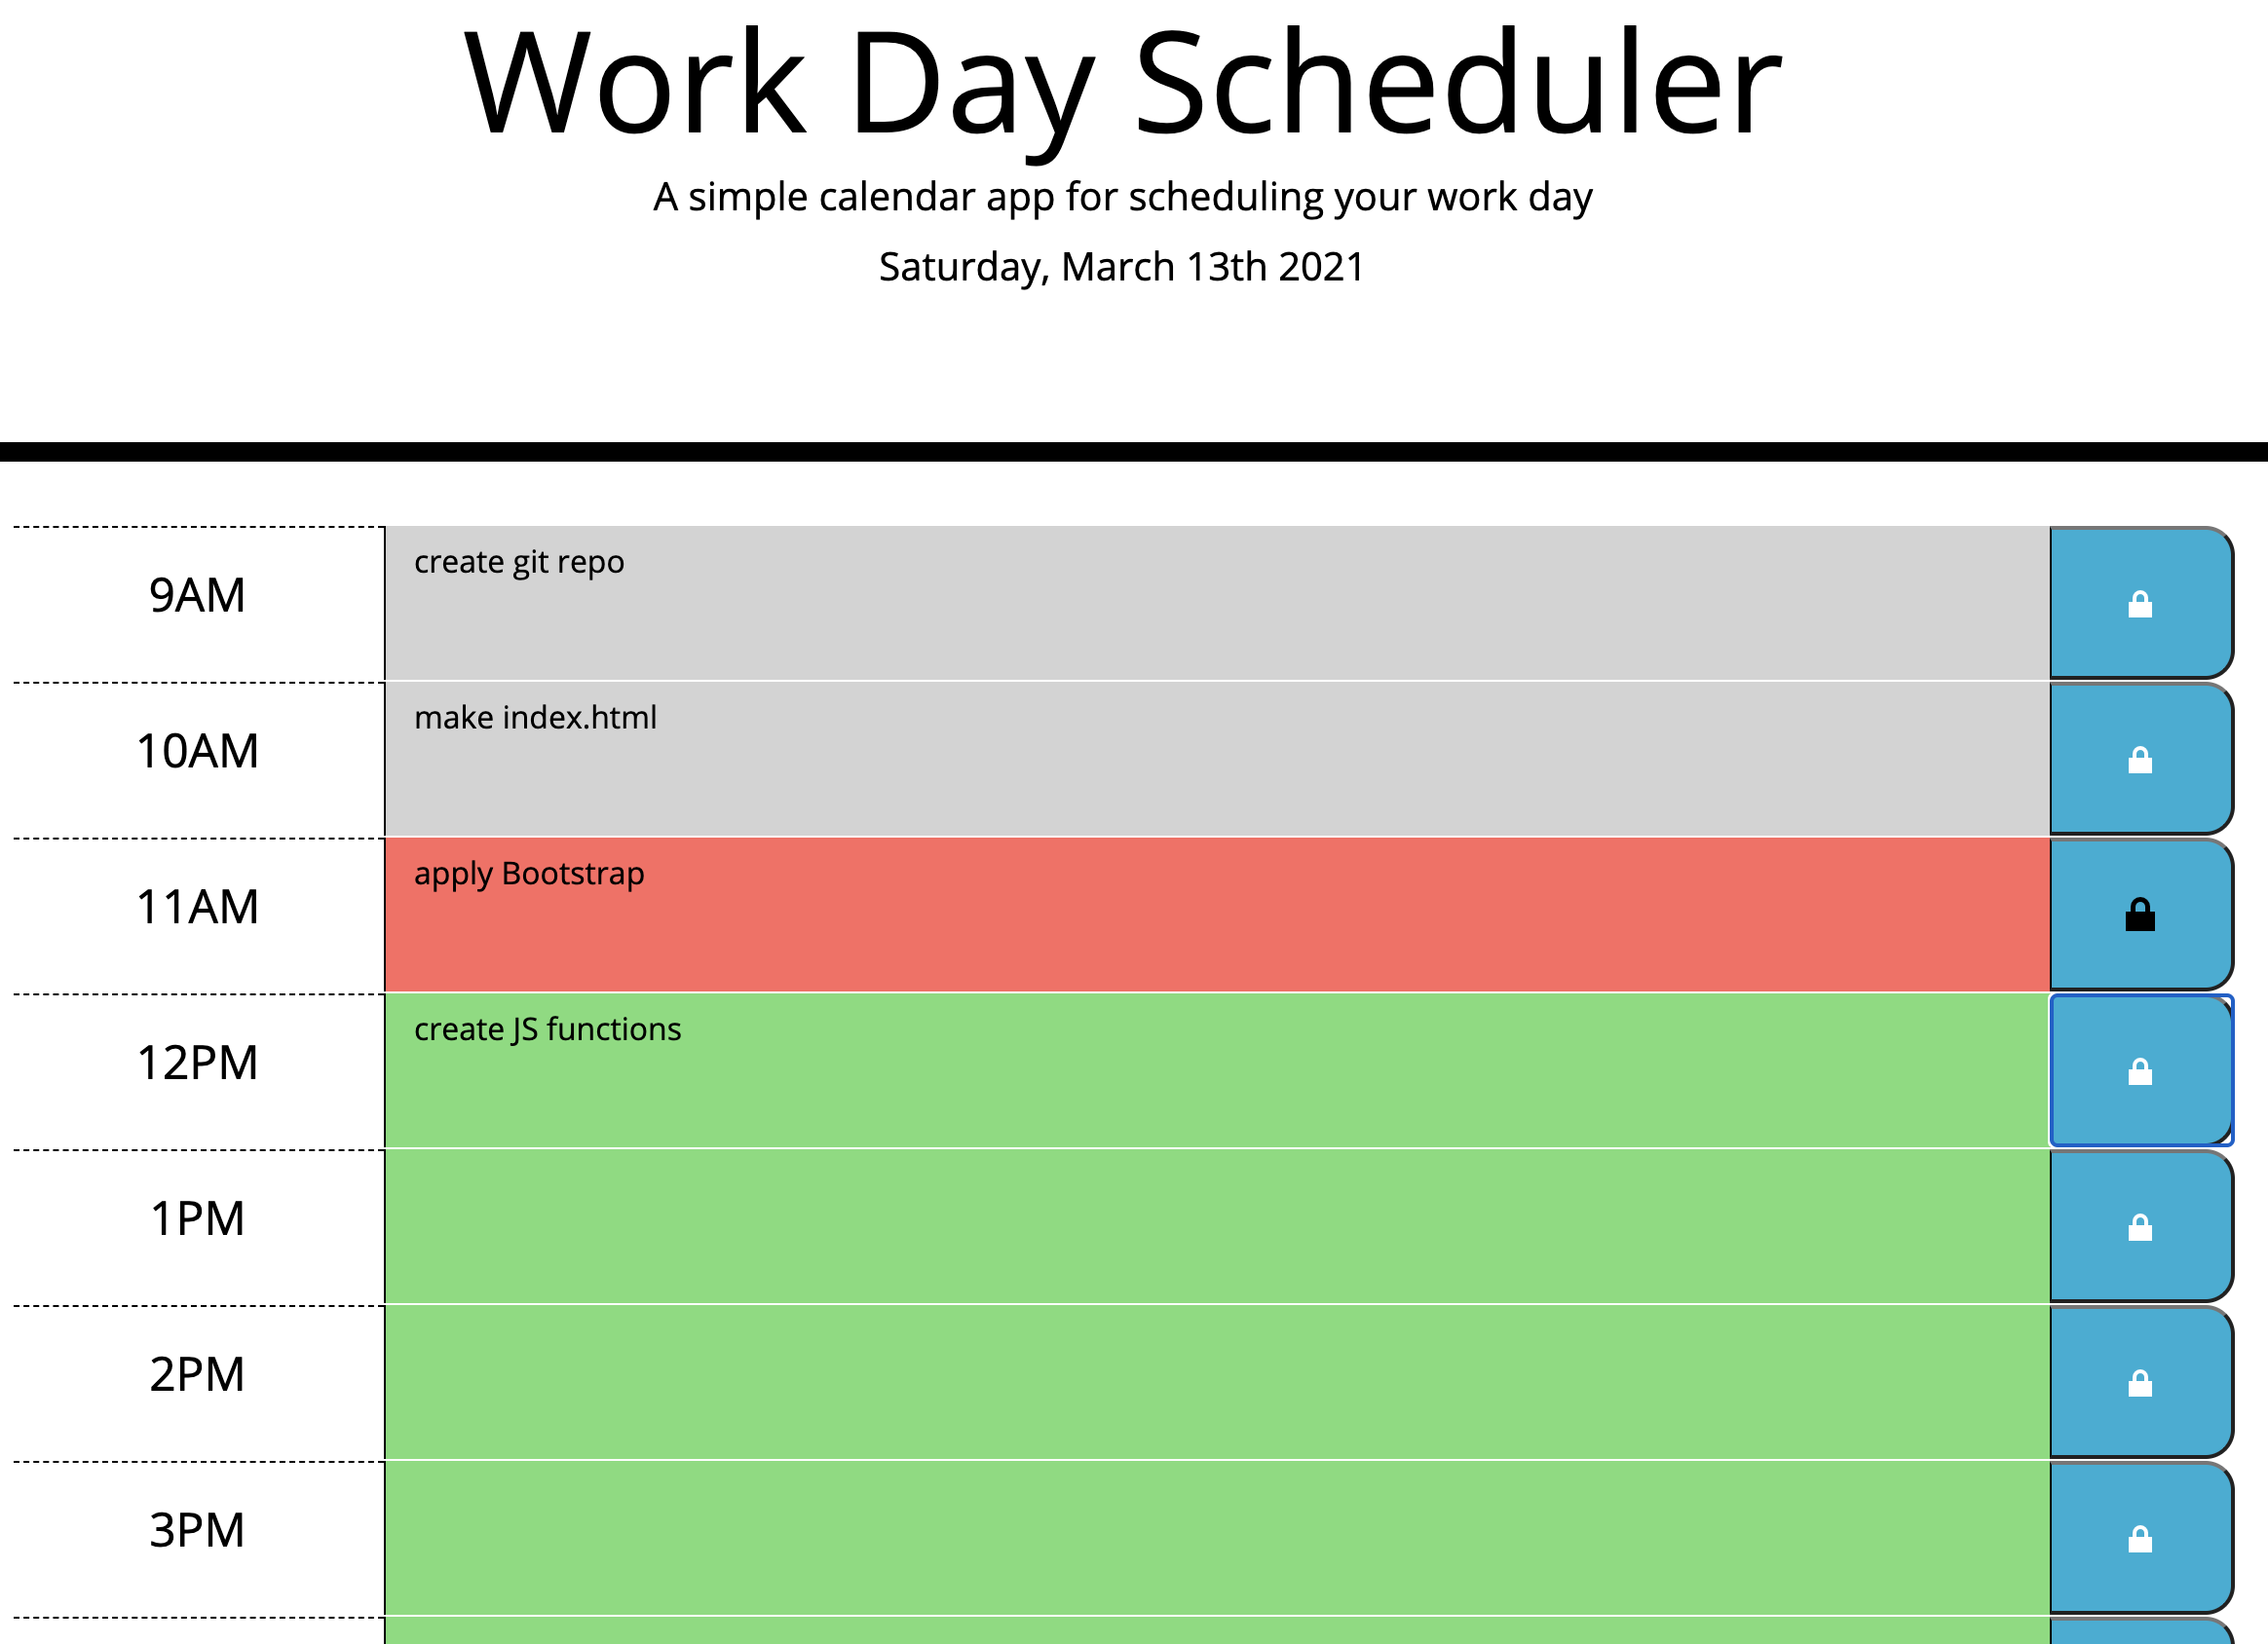 Work Day Scheduler
A simple calendar app for scheduling your work day
Saturday, March 13th 2021
9AM
create git repo
10AM
make index.html
11AM
apply Bootstrap
12PM
create JS functions
1PM
2PM
3PM